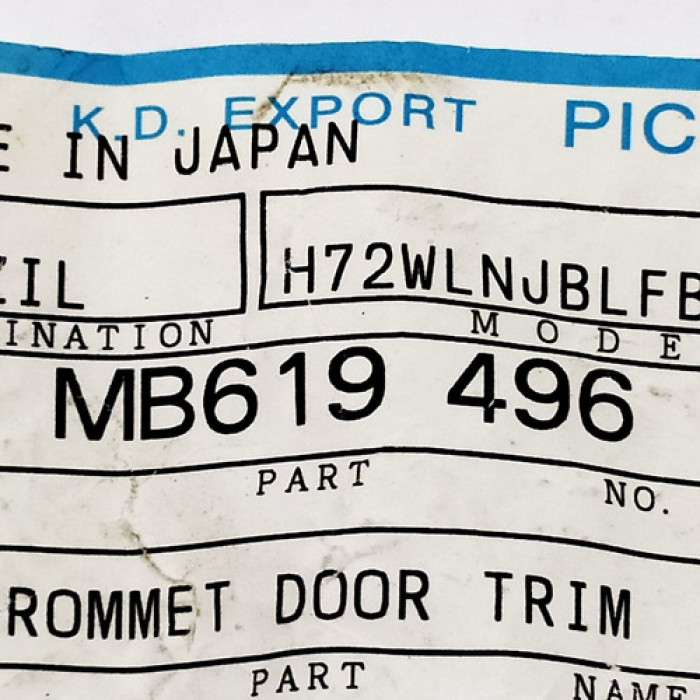 K.D. EXPORT PIC
E IN JAPAN
ZIL H72WLNJBLFB
INATION MODE
MB619 496
PART NO.
ROMMET DOOR TRIM
PART NAME